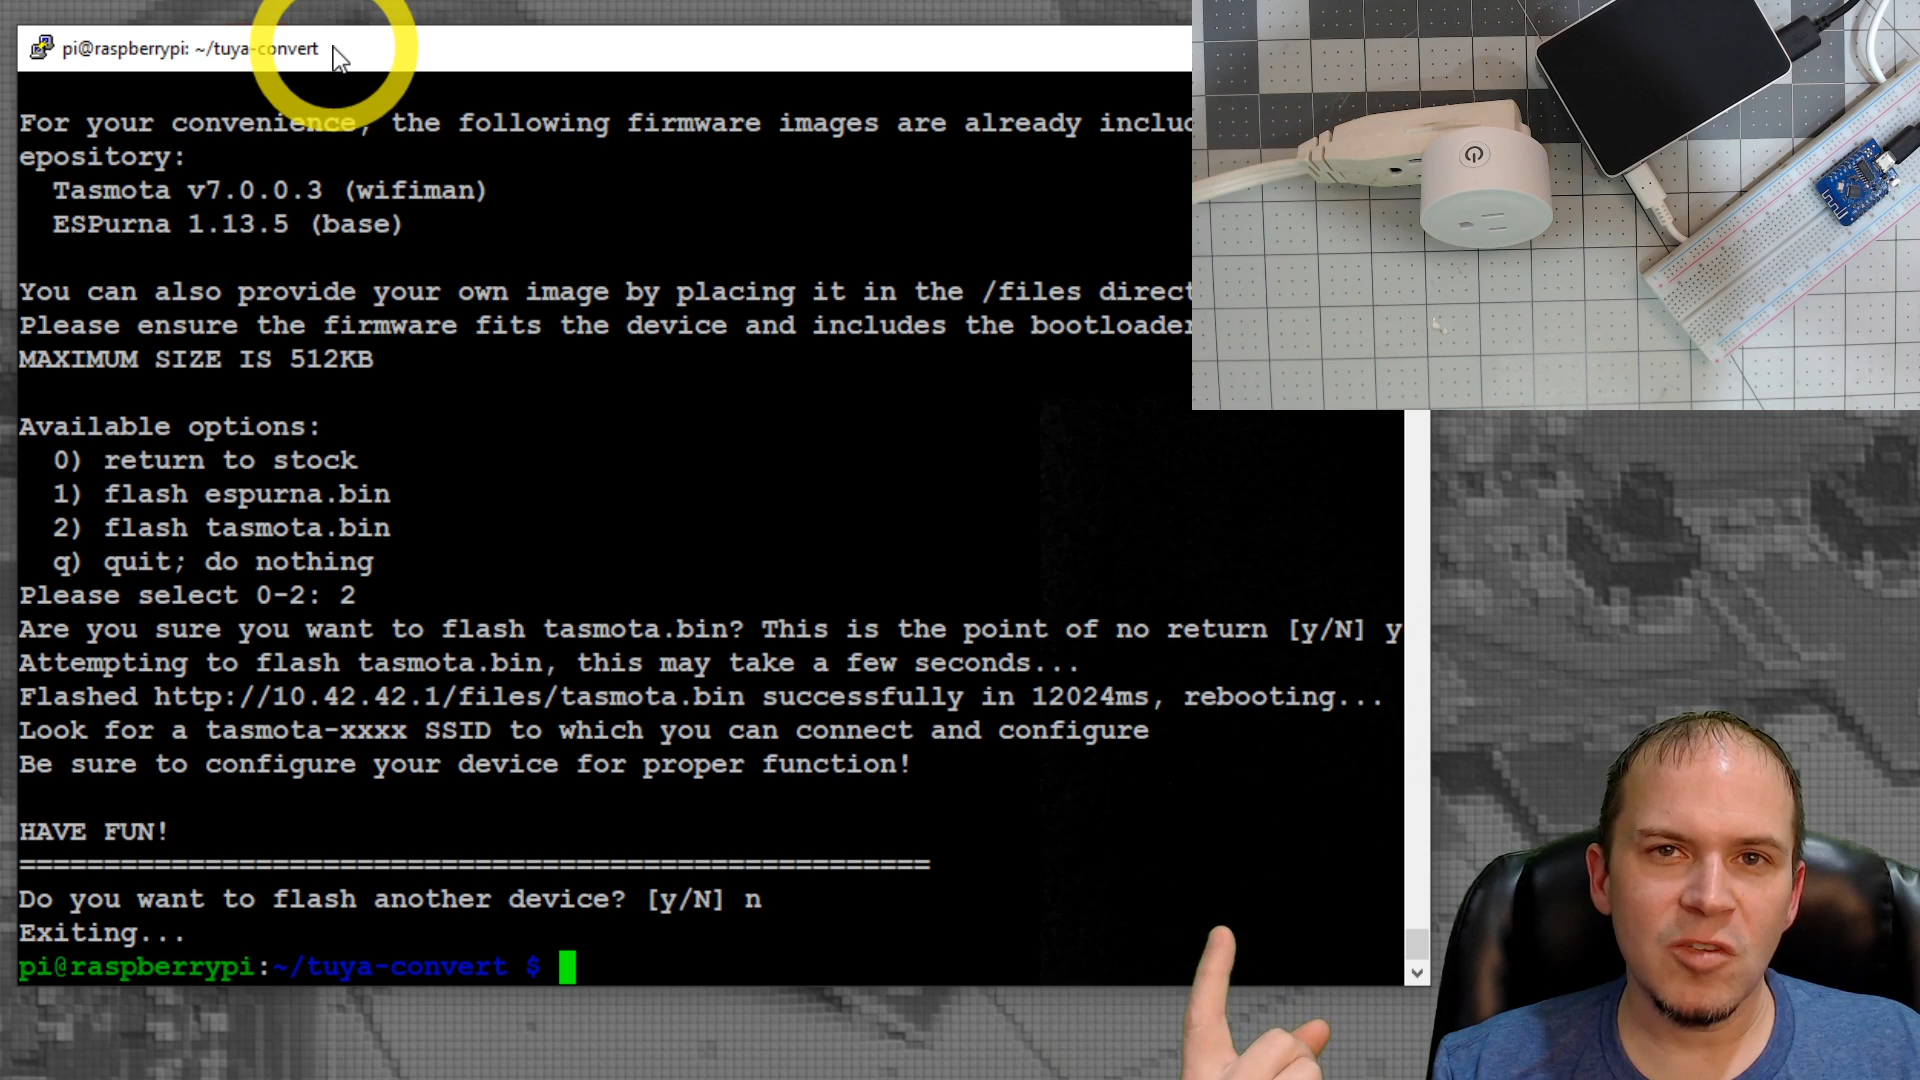 pi@raspberrypi: ~/tuya-convert
For your convenience, the following firmware images are already includ
epository:
Tasmota v7.0.0.3 (wifiman)
ESPurna 1.13.5 (base)
You can also provide your own image by placing it in the /files direct
Please ensure the firmware fits the device and includes the bootloader
MAXIMUM SIZE IS 512KB
Available options:
0) return to stock
1) flash espurna.bin
2) flash tasmota.bin
q) quit; do nothing
Please select 0-2: 2
Are you sure you want to flash tasmota.bin? This is the point of no return [y/N] y
Attempting to flash tasmota.bin, this may take a few seconds...
Flashed http://10.42.42.1/files/tasmota.bin successfully in 12024ms, rebooting...
Look for a tasmota-xxxx SSID to which you can connect and configure
Be sure to configure your device for proper function!
HAVE FUN!
======================================================
Do you want to flash another device? [y/N] n
Exiting...
pi@raspberrypi:~/tuya-convert $